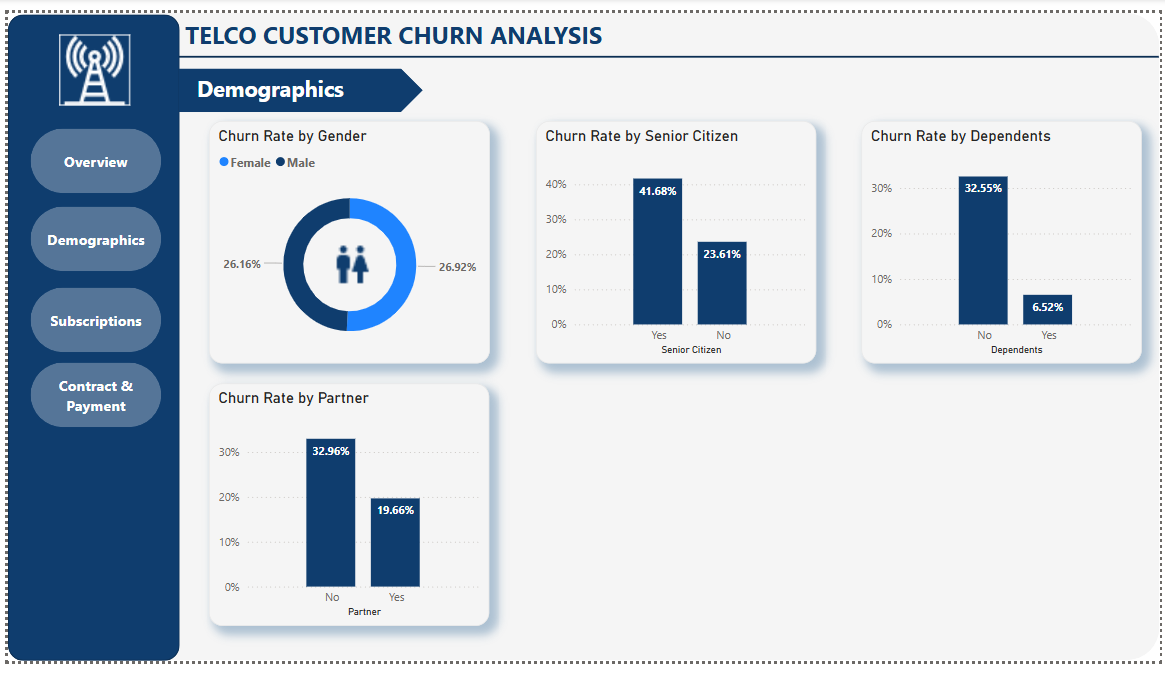 TELCO CUSTOMER CHURN ANALYSIS
Overview
Demographics
Subscriptions
Contract &
Payment
Demographics
Churn Rate by Gender
Female Male
26.16%
26.92%
Churn Rate by Senior Citizen
40%
30%
20%
10%
0%
41.68%
23.61%
Yes No
Senior Citizen
Churn Rate by Dependents
30%
20%
10%
0%
32.55%
6.52%
No Yes
Dependents
Churn Rate by Partner
30%
20%
10%
0%
32.96%
19.66%
No Yes
Partner